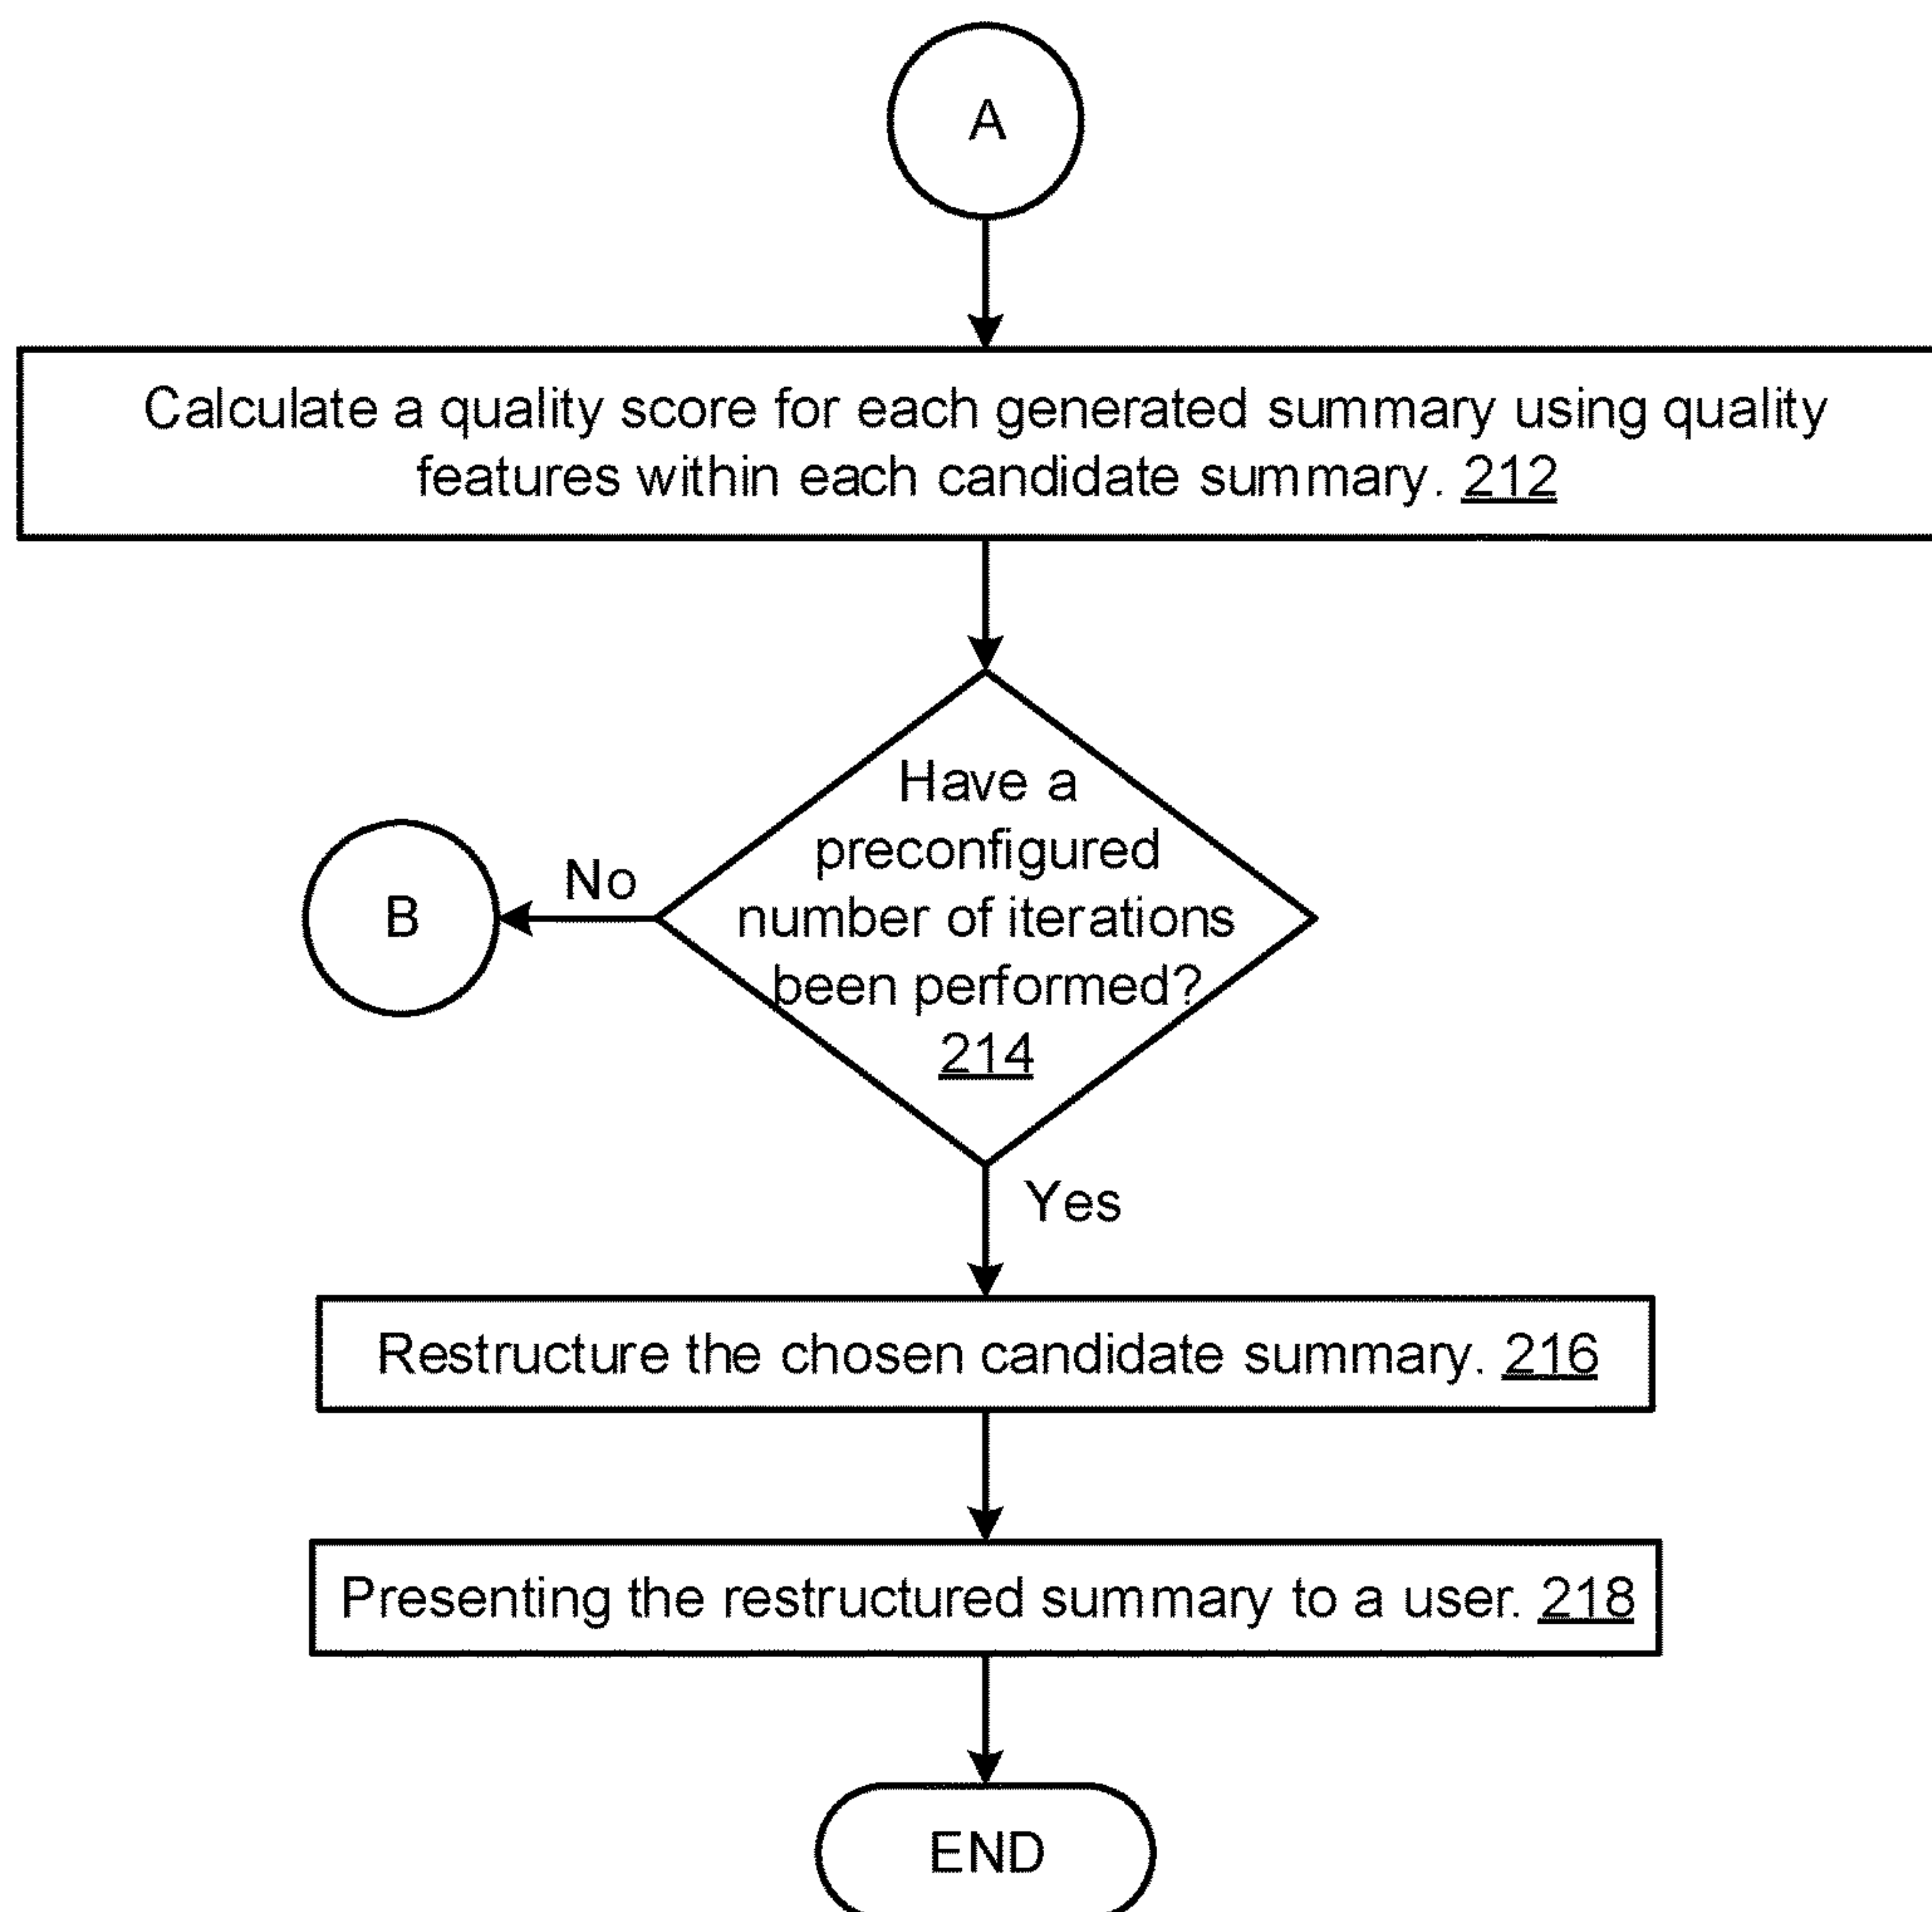 A
Calculate a quality score for each generated summary using quality
features within each candidate summary. 212
Have a
preconfigured
number of iterations
been performed?
214
No
B
Yes
Restructure the chosen candidate summary. 216
Presenting the restructured summary to a user. 218
END